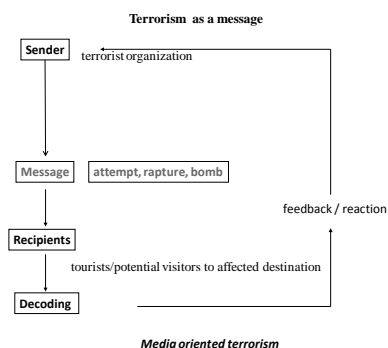 Terrorism as a message
Sender
terrorist organization
Message
attempt, rapture, bomb
feedback / reaction
Recipients
tourists/potential visitors to affected destination
Decoding
Media oriented terrorism